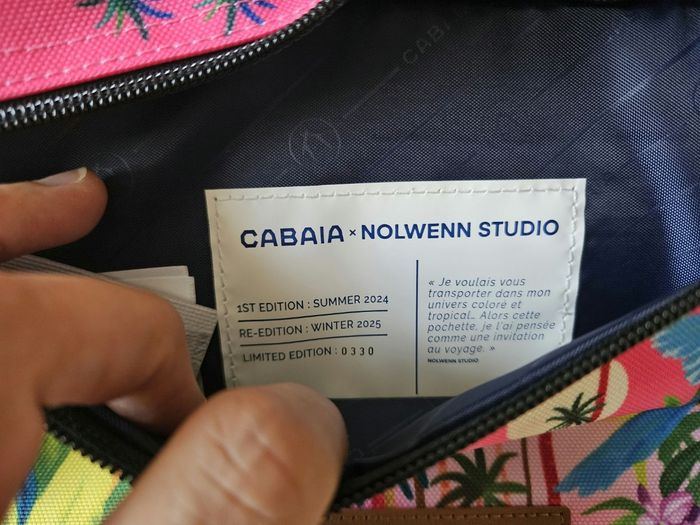 CABAIA
CABAIA × NOLWENN STUDIO
1ST EDITION : SUMMER 2024
RE-EDITION : WINTER 2025
LIMITED EDITION : 0330
« Je voulais vous
transporter dans mon
univers coloré et
tropical… Alors cette
pochette, je l'ai pensée
comme une invitation
au voyage. »
NOLWENN STUDIO